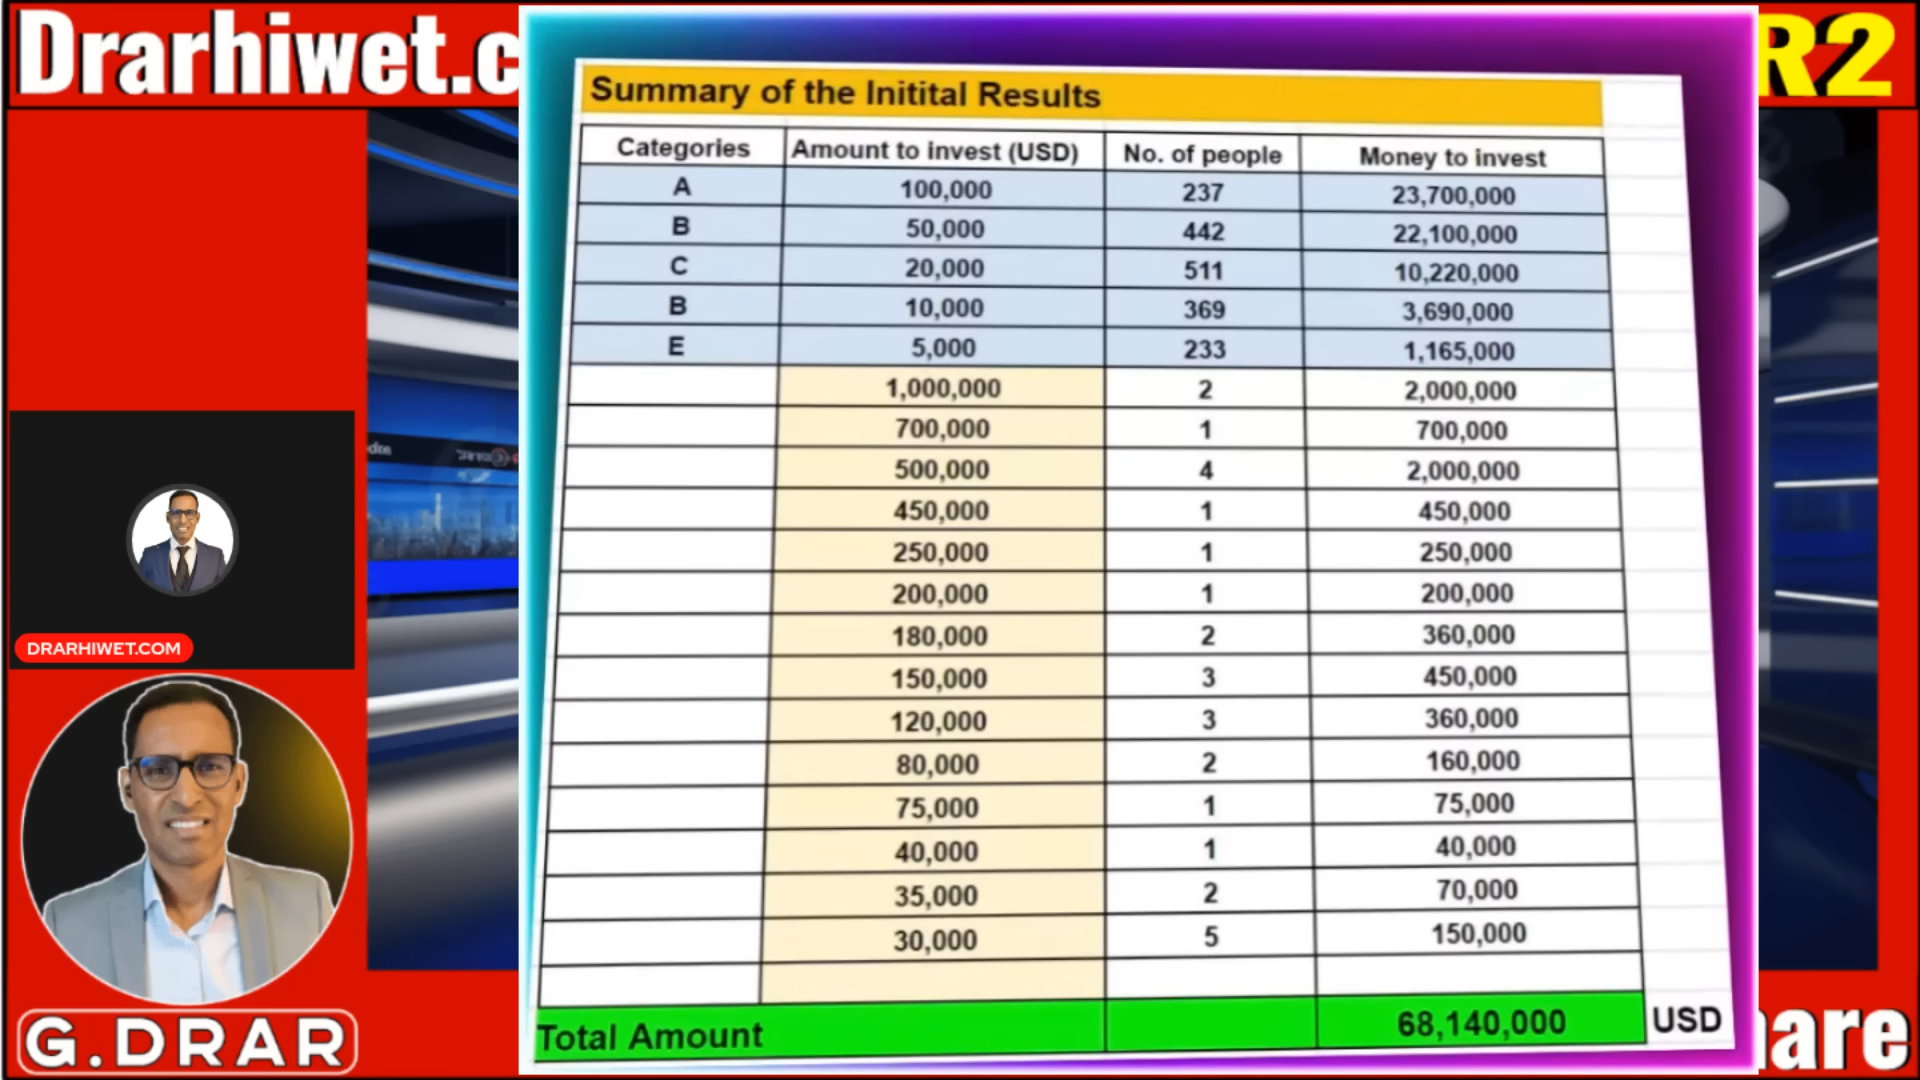 Drarhiwet.c
R2
Summary of the Initital Results
Categories Amount to invest (USD) No. of people Money to invest
A 100,000 237 23,700,000
B 50,000 442 22,100,000
C 20,000 511 10,220,000
B 10,000 369 3,690,000
E 5,000 233 1,165,000
1,000,000 2 2,000,000
700,000 1 700,000
500,000 4 2,000,000
450,000 1 450,000
250,000 1 250,000
200,000 1 200,000
180,000 2 360,000
150,000 3 450,000
120,000 3 360,000
80,000 2 160,000
75,000 1 75,000
40,000 1 40,000
35,000 2 70,000
30,000 5 150,000
Total Amount 68,140,000 USD
DRARHIWET.COM
G.DRAR
hare